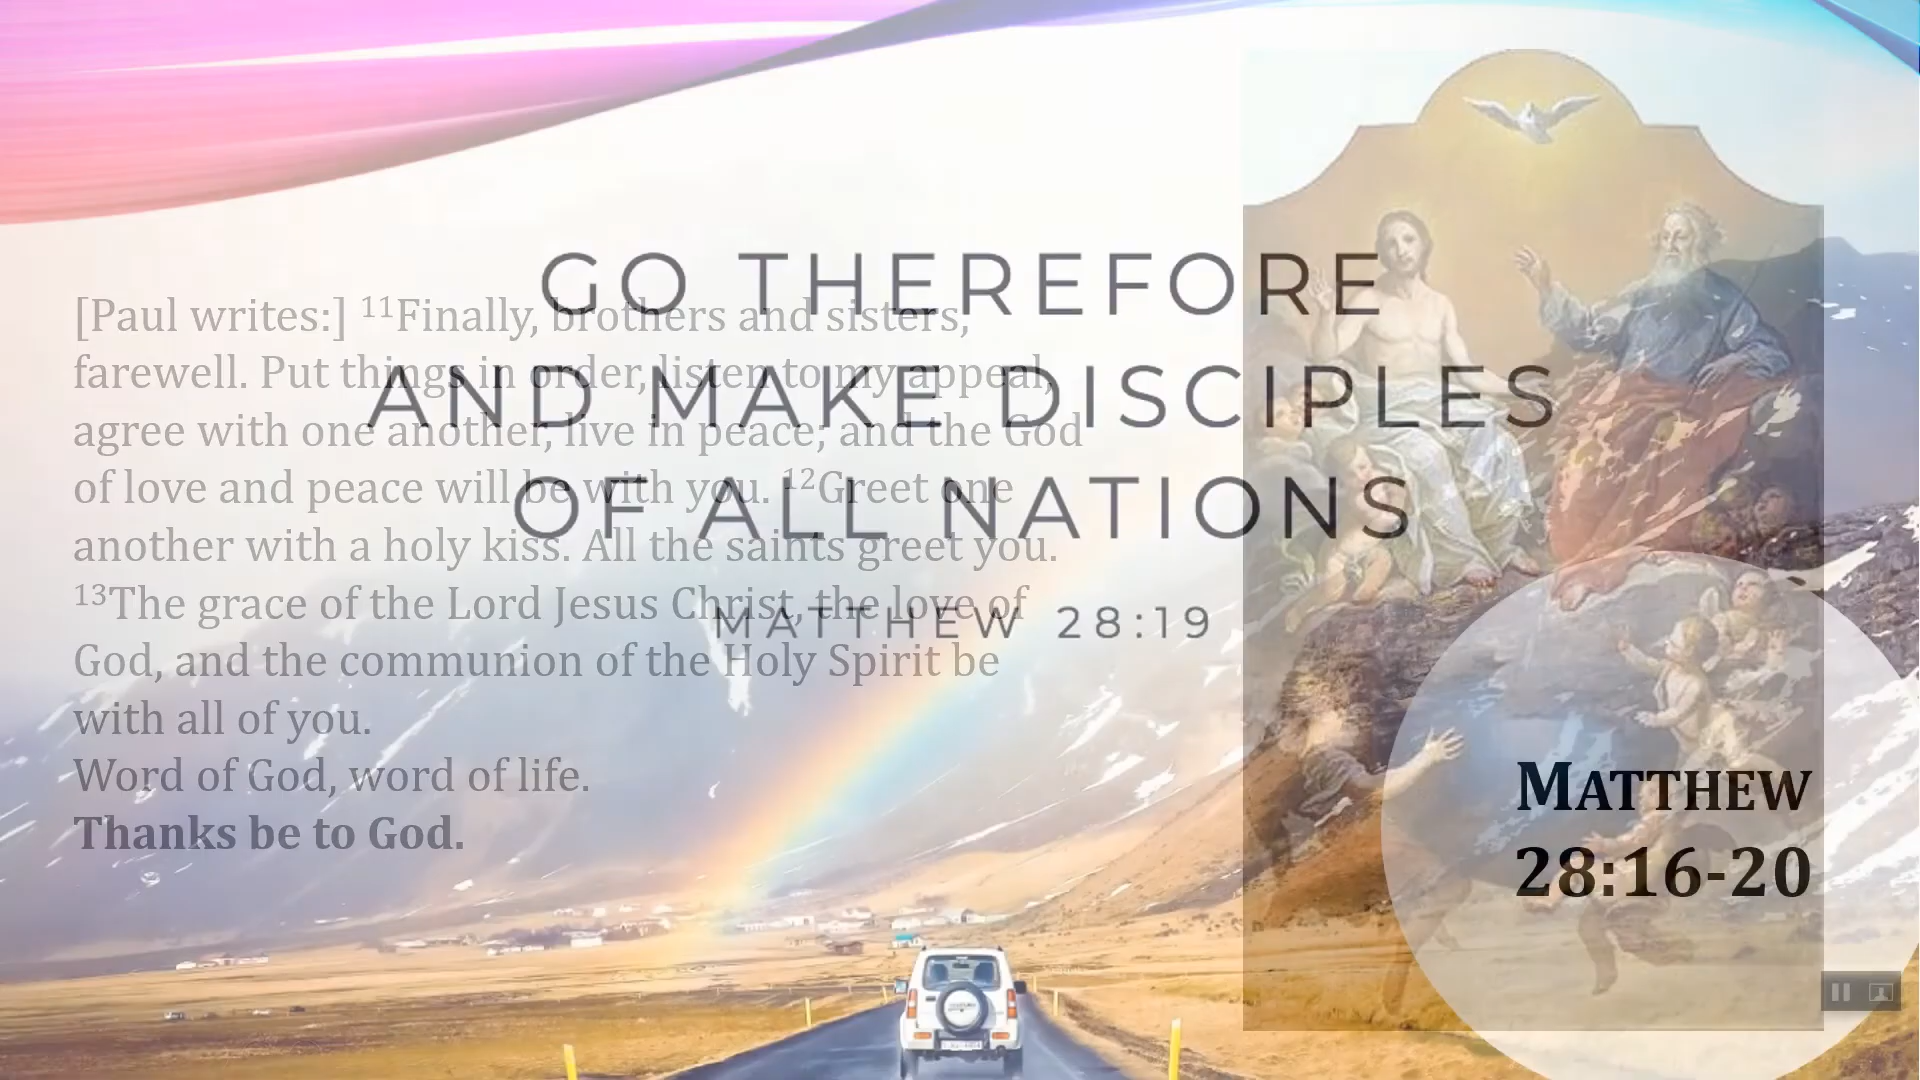 GO THEREFORE
AND MAKE DISCIPLES
OF ALL NATIONS
MATTHEW 28:19
[Paul writes:] ¹¹Finally, brothers and sisters,
farewell. Put things in order, listen to my appeal,
agree with one another, live in peace; and the God
of love and peace will be with you. ¹²Greet one
another with a holy kiss. All the saints greet you.
¹³The grace of the Lord Jesus Christ, the love of
God, and the communion of the Holy Spirit be
with all of you.
Word of God, word of life.
Thanks be to God.
MATTHEW
28:16-20